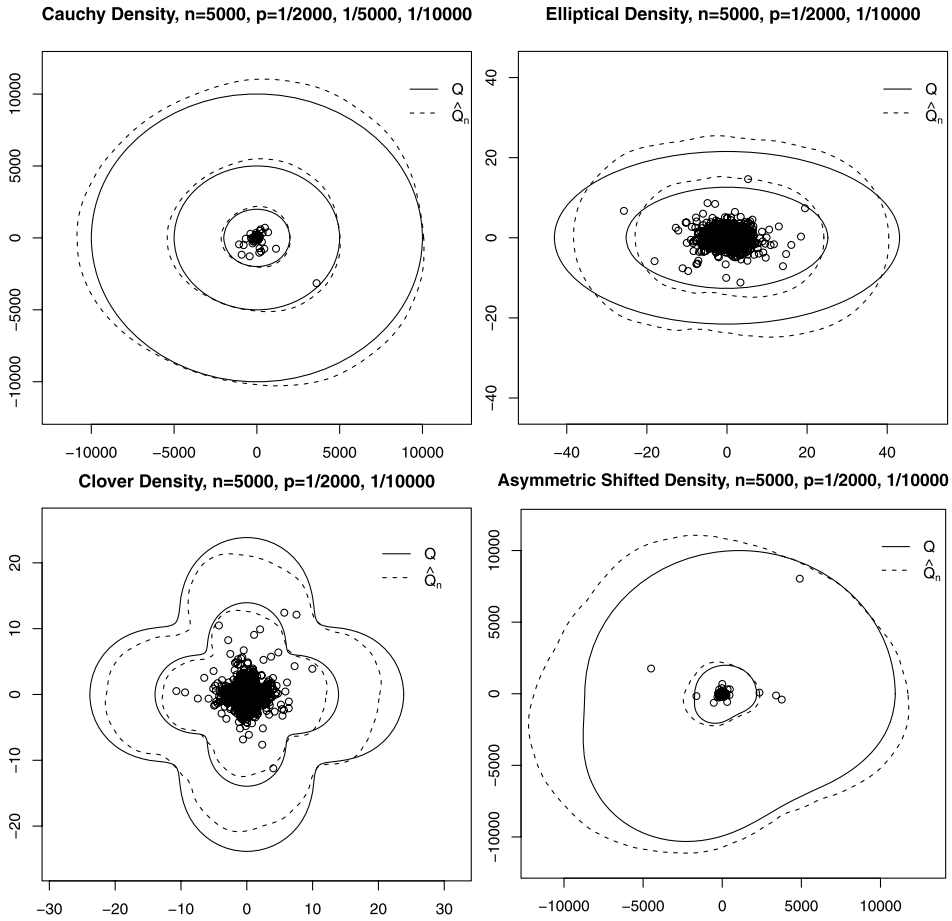 Cauchy Density, n=5000, p=1/2000, 1/5000, 1/10000
10000
5000
0
−5000
−10000
Q
Q̂n
−10000 −5000 0 5000 10000
Elliptical Density, n=5000, p=1/2000, 1/10000
40
20
0
−20
−40
Q
Q̂n
−40 −20 0 20 40
Clover Density, n=5000, p=1/2000, 1/10000
20
10
0
−10
−20
Q
Q̂n
−30 −20 −10 0 10 20 30
Asymmetric Shifted Density, n=5000, p=1/2000, 1/10000
10000
5000
0
−5000
−10000
Q
Q̂n
−10000 −5000 0 5000 10000